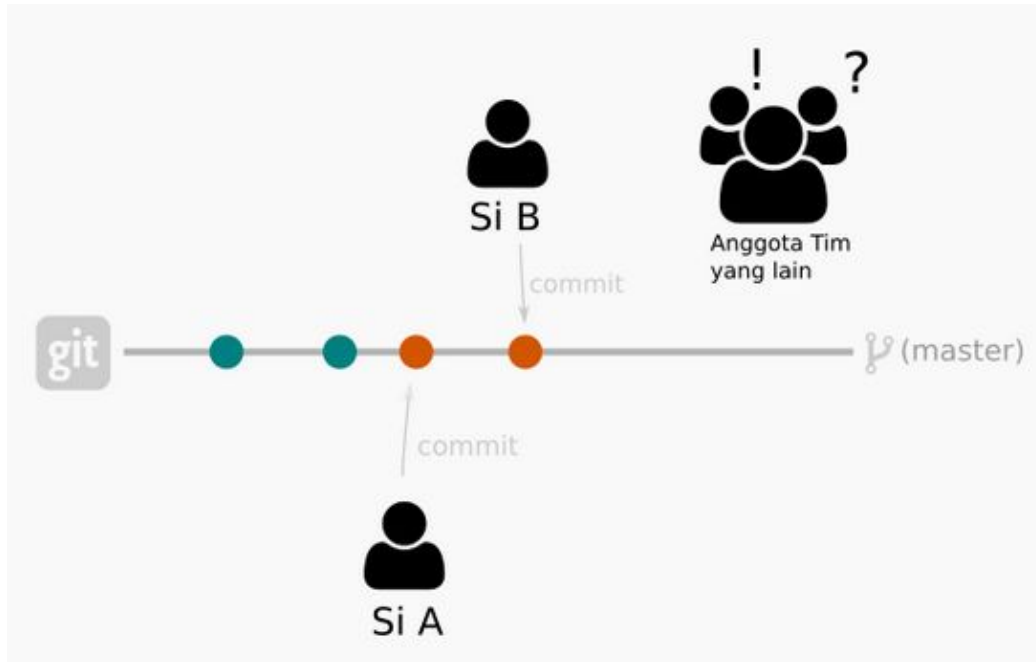 ! ?
Si B
Anggota Tim
yang lain
commit
git
(master)
commit
Si A